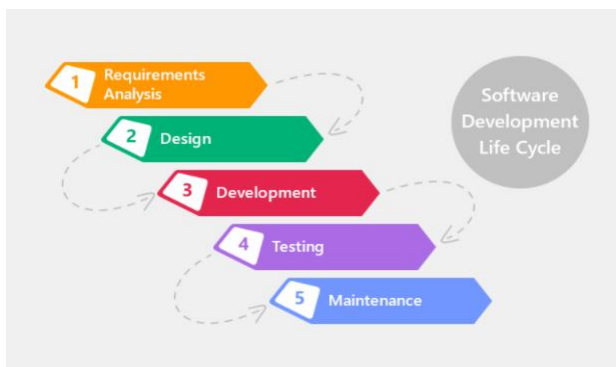 1
Requirements
Analysis
2
Design
3
Development
4
Testing
5
Maintenance
Software
Development
Life Cycle